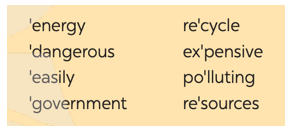 'energy re'cycle
'dangerous ex'pensive
'easily po'lluting
'government re'sources